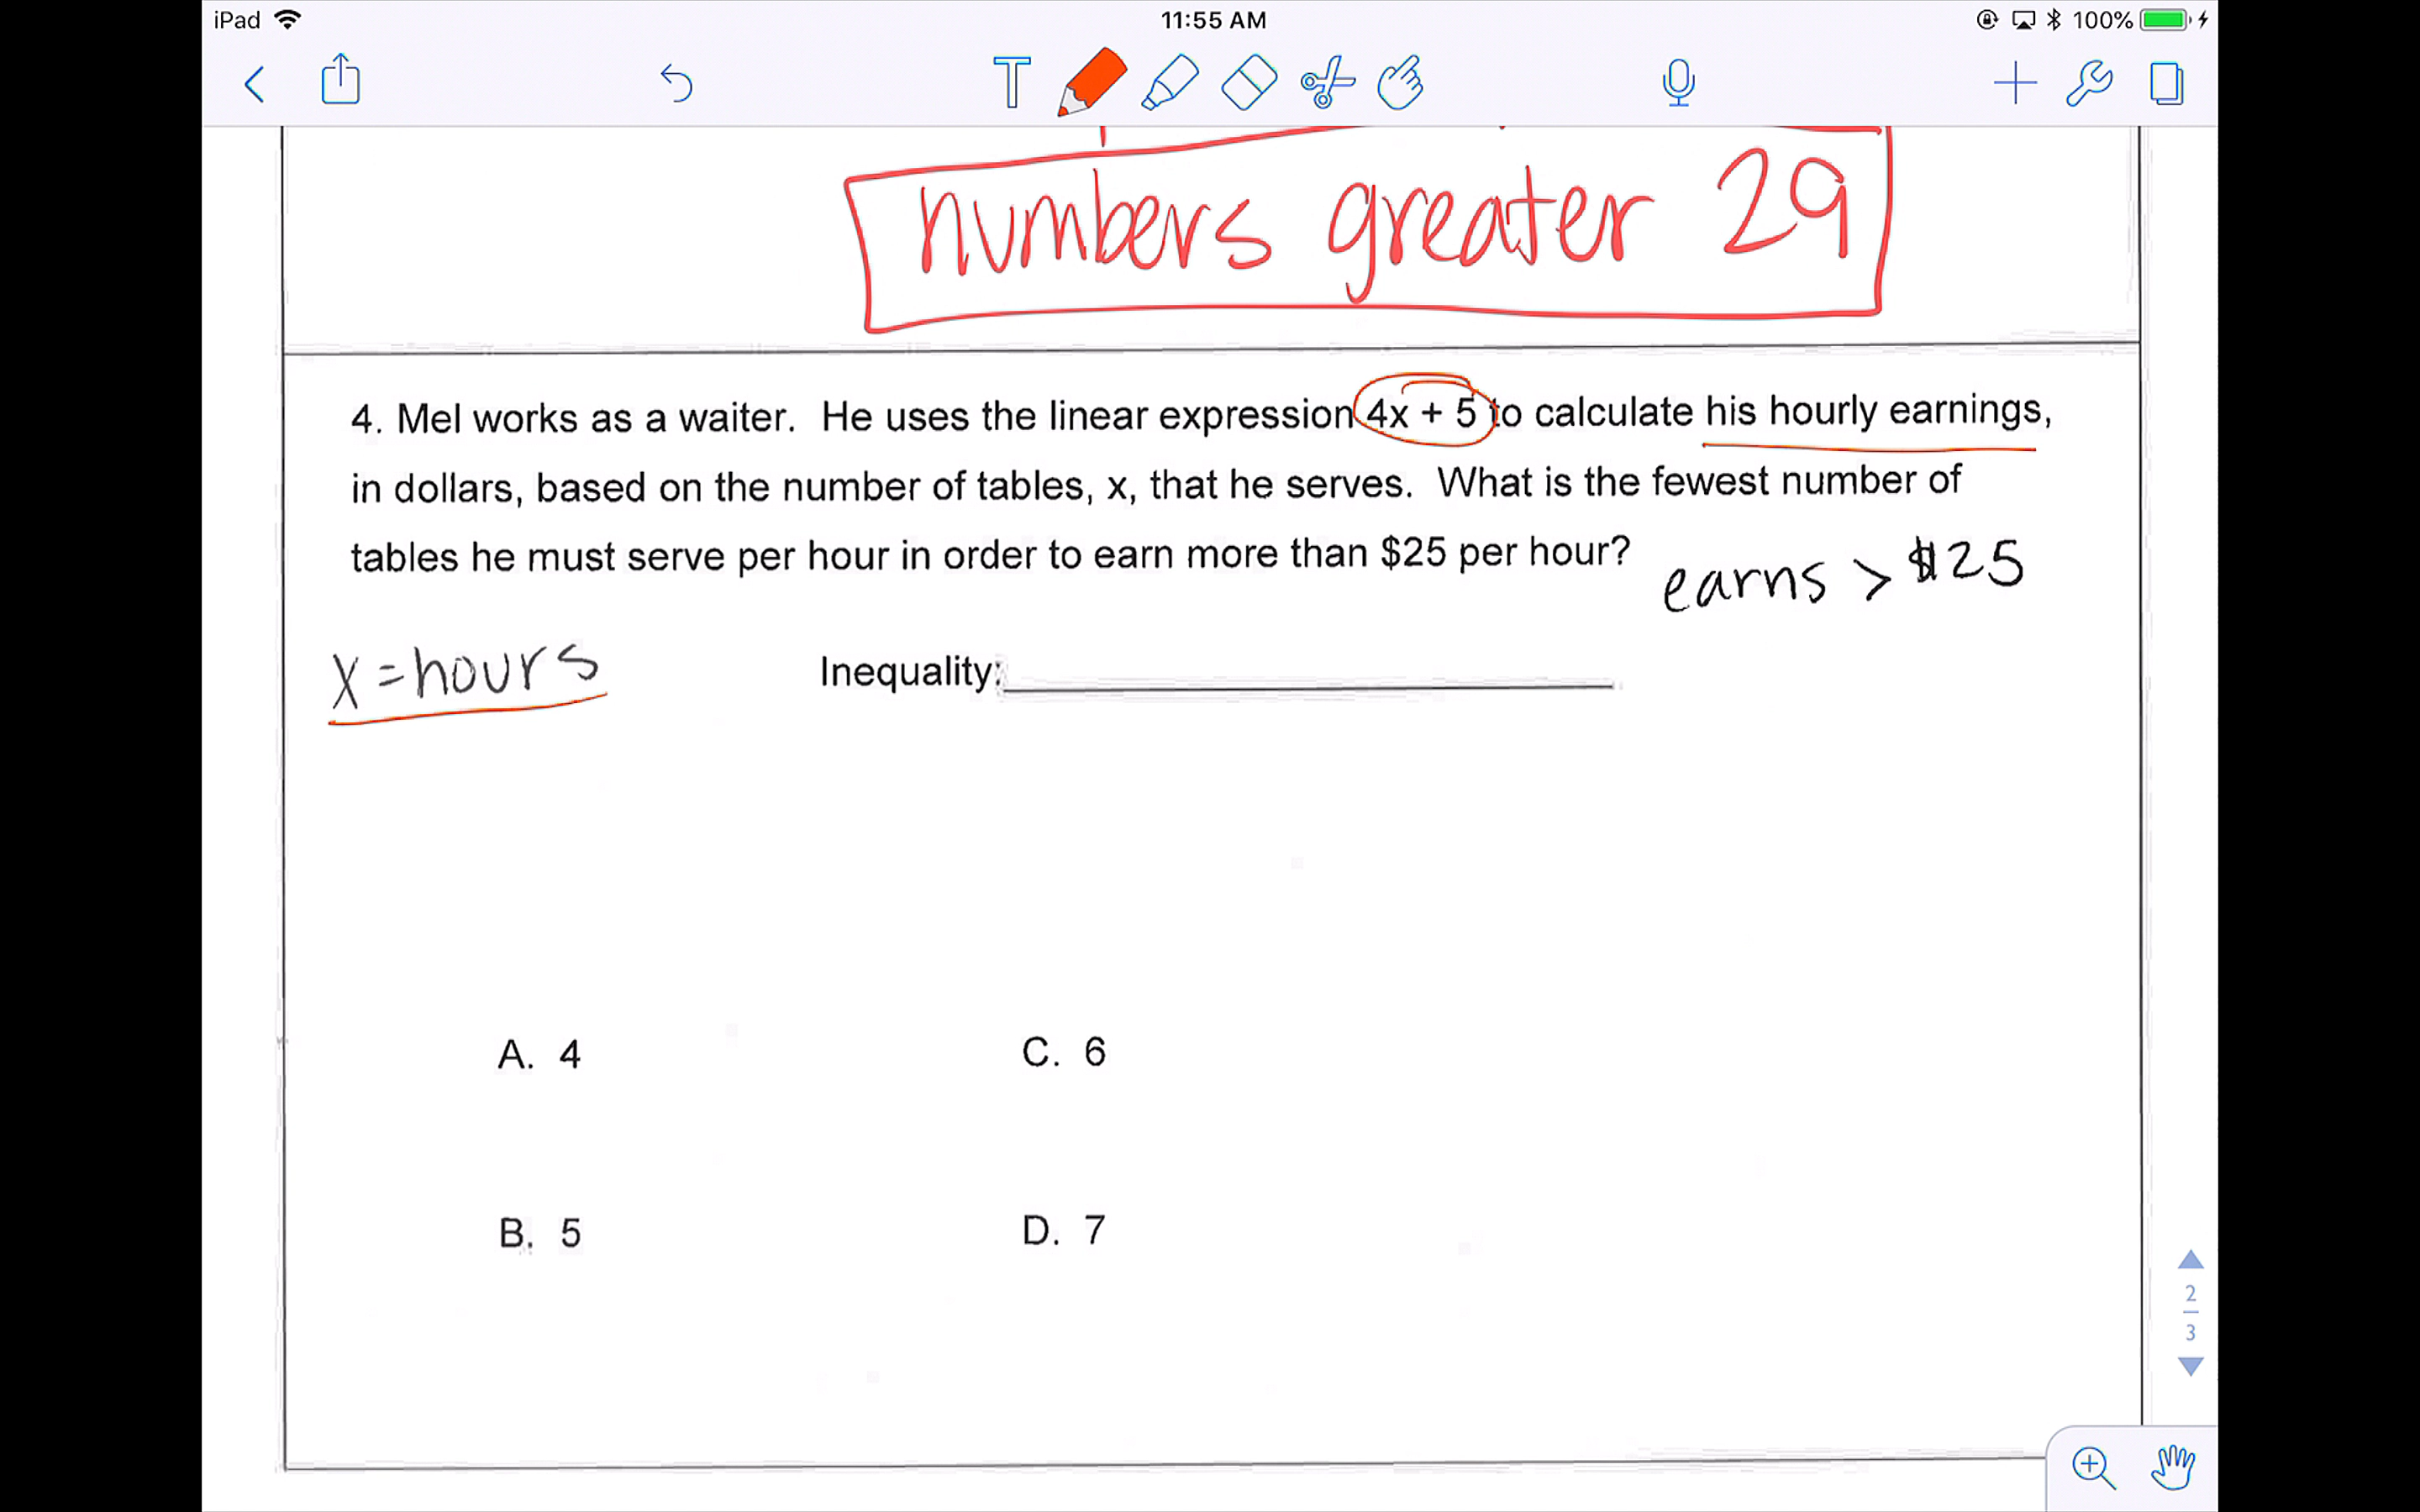 iPad 11:55 AM 100%
T
numbers greater 29
4. Mel works as a waiter. He uses the linear expression 4x + 5 to calculate his hourly earnings,
in dollars, based on the number of tables, x, that he serves. What is the fewest number of
tables he must serve per hour in order to earn more than $25 per hour?
earns > $25
x = hours
Inequality:
A. 4
C. 6
B. 5
D. 7
2
3